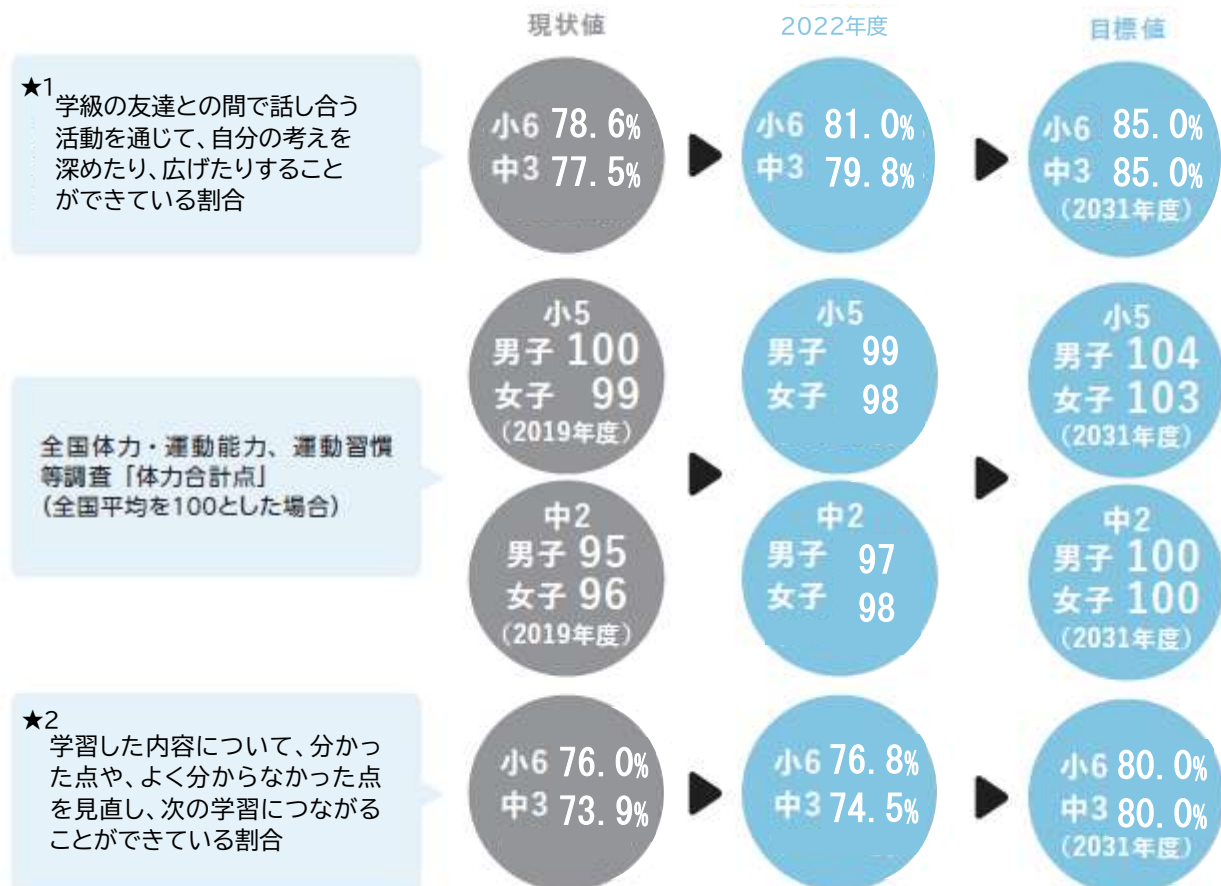 現状値
2022年度
目標値
★1
学級の友達との間で話し合う
活動を通じて、自分の考えを
深めたり、広げたりすること
ができている割合
小6 78.6%
中3 77.5%
小6 81.0%
中3 79.8%
小6 85.0%
中3 85.0%
(2031年度)
全国体力・運動能力、運動習慣
等調査「体力合計点」
(全国平均を100とした場合)
小5
男子 100
女子 99
(2019年度)
小5
男子 99
女子 98
小5
男子 104
女子 103
(2031年度)
中2
男子 95
女子 96
(2019年度)
中2
男子 97
女子 98
中2
男子 100
女子 100
(2031年度)
★2
学習した内容について、分かっ
た点や、よく分からなかった点
を見直し、次の学習につながる
ことができている割合
小6 76.0%
中3 73.9%
小6 76.8%
中3 74.5%
小6 80.0%
中3 80.0%
(2031年度)